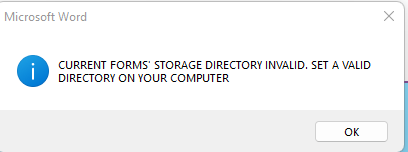 Microsoft Word
CURRENT FORMS' STORAGE DIRECTORY INVALID. SET A VALID
DIRECTORY ON YOUR COMPUTER
OK